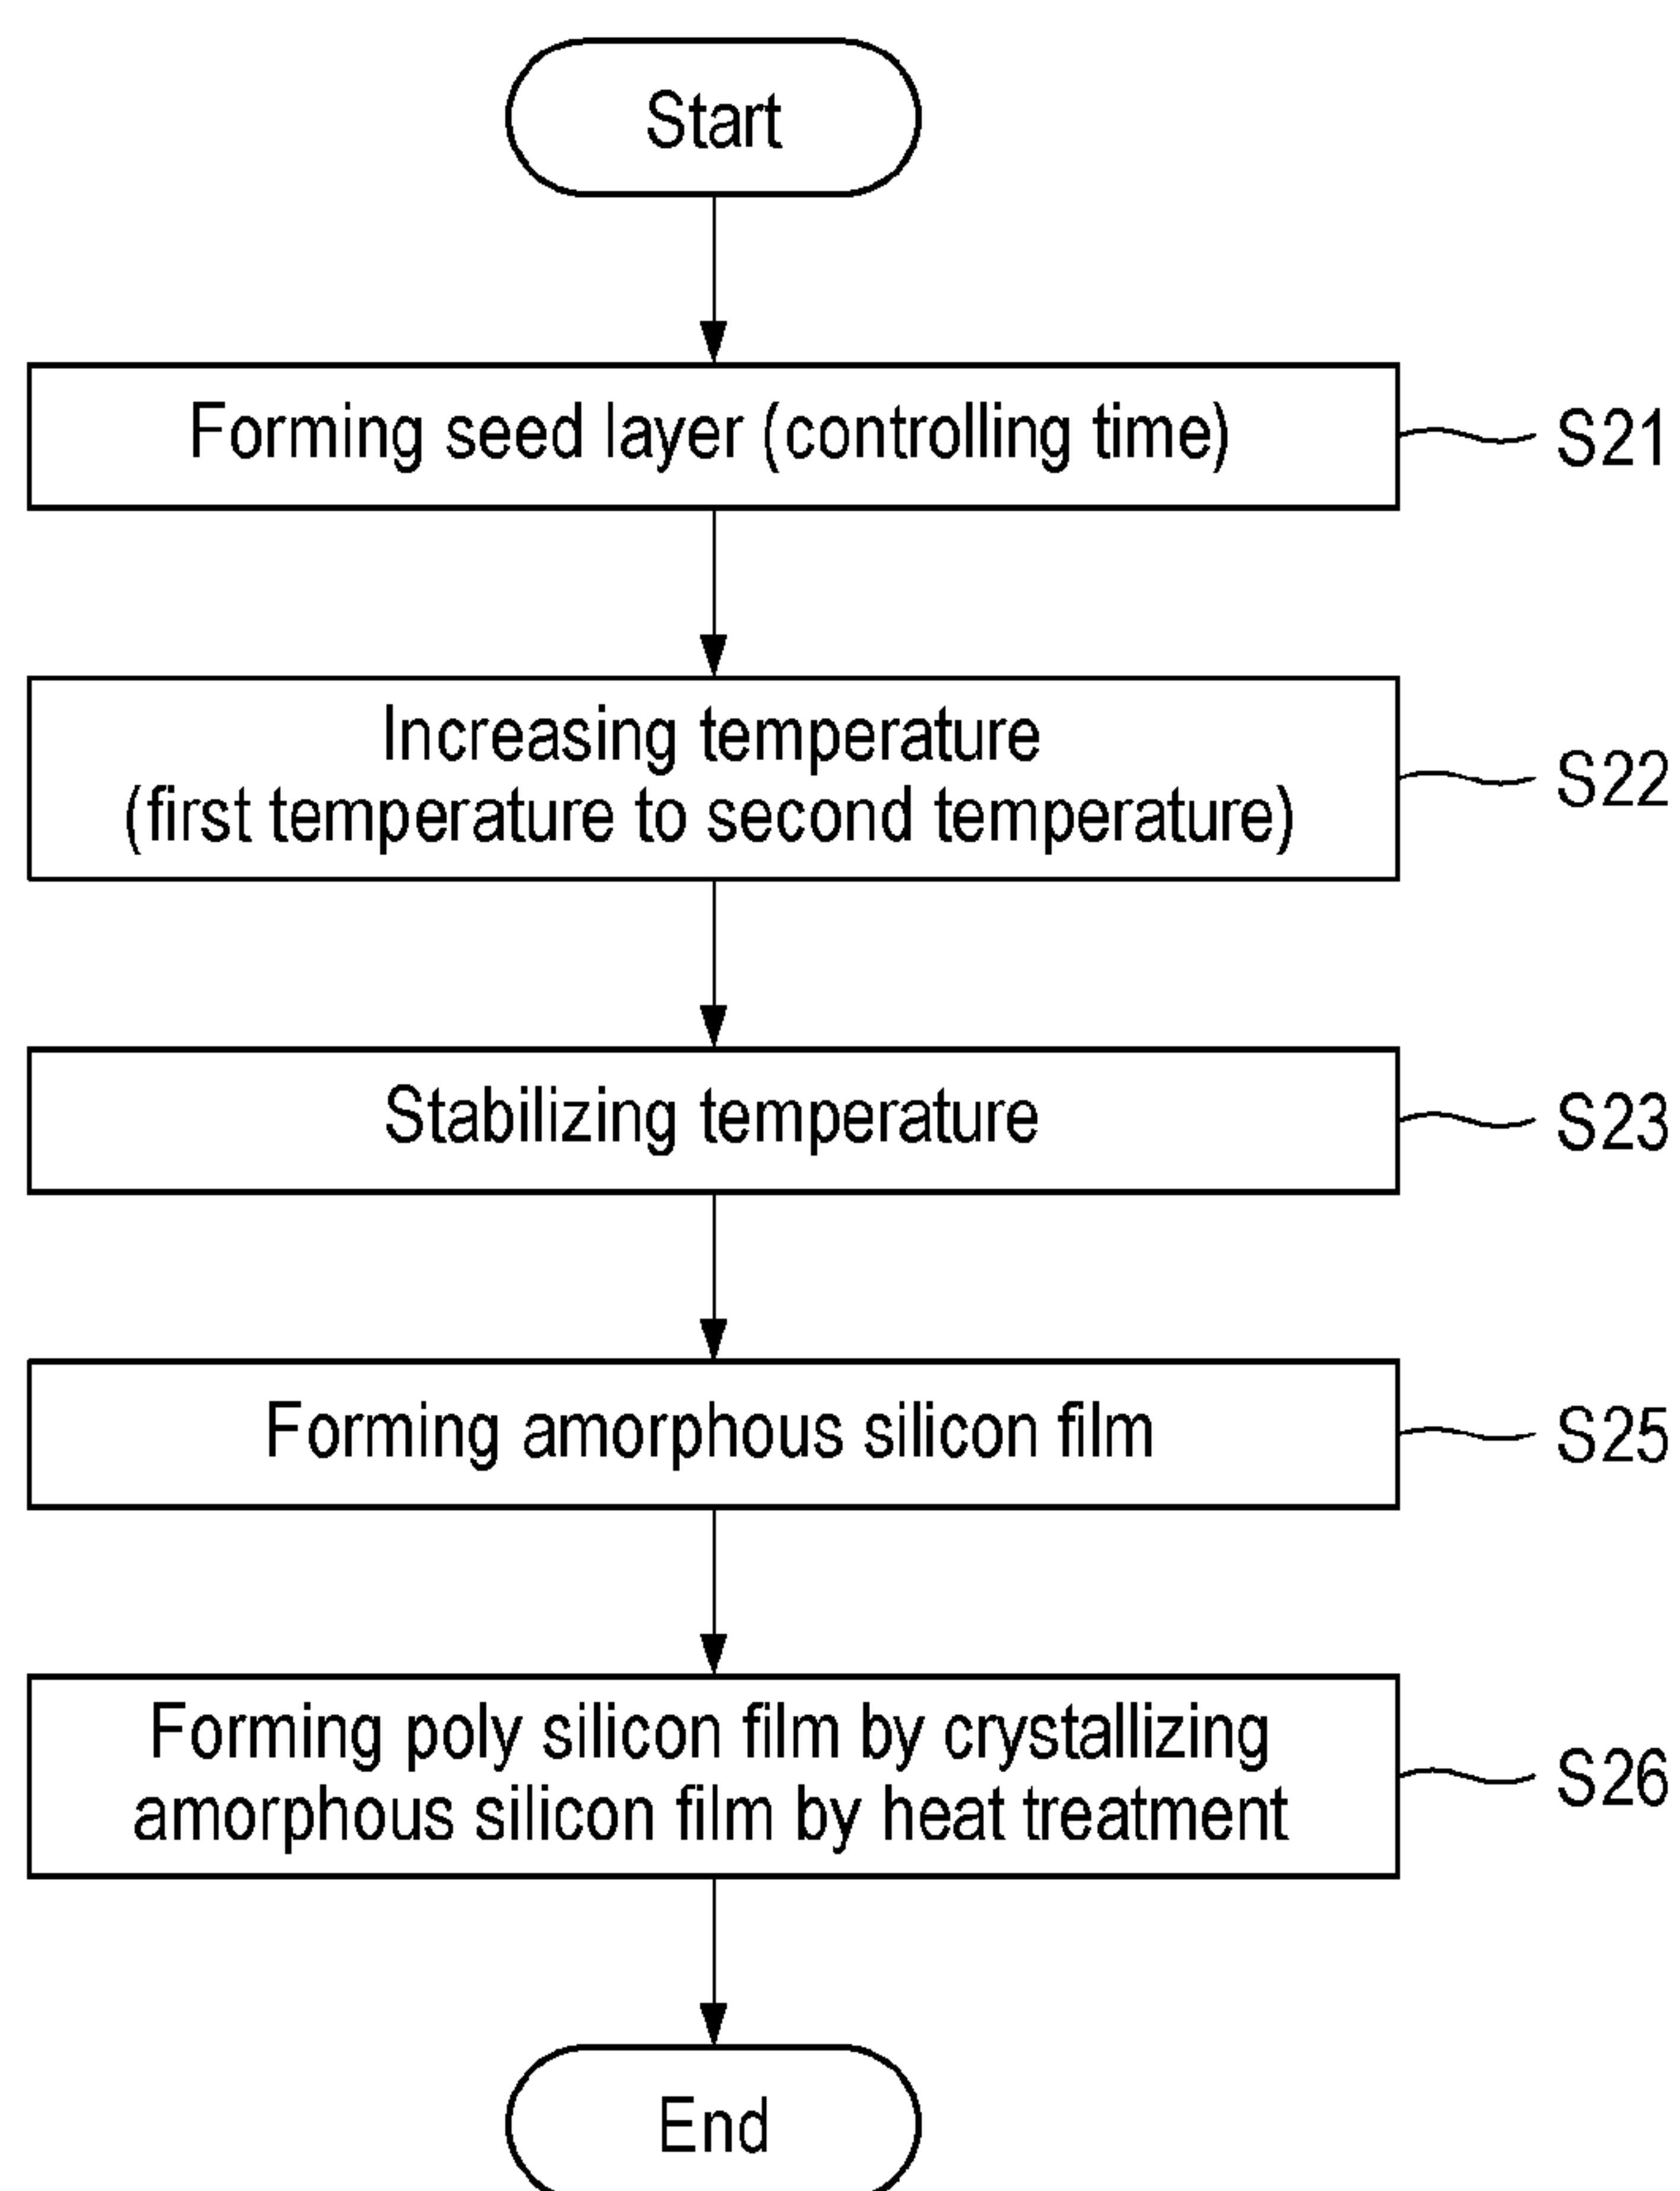 Start
Forming seed layer (controlling time)
S21
Increasing temperature
(first temperature to second temperature)
S22
Stabilizing temperature
S23
Forming amorphous silicon film
S25
Forming poly silicon film by crystallizing
amorphous silicon film by heat treatment
S26
End